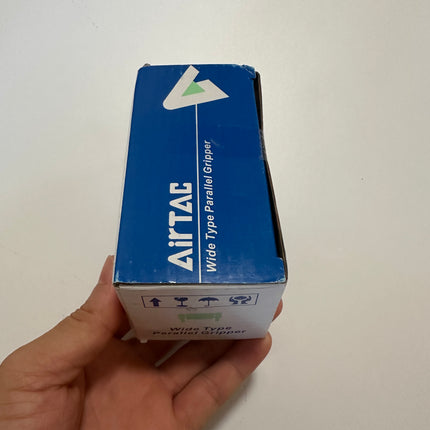 AirTAC
Wide Type Parallel Gripper
Wide Type
Parallel Gripper